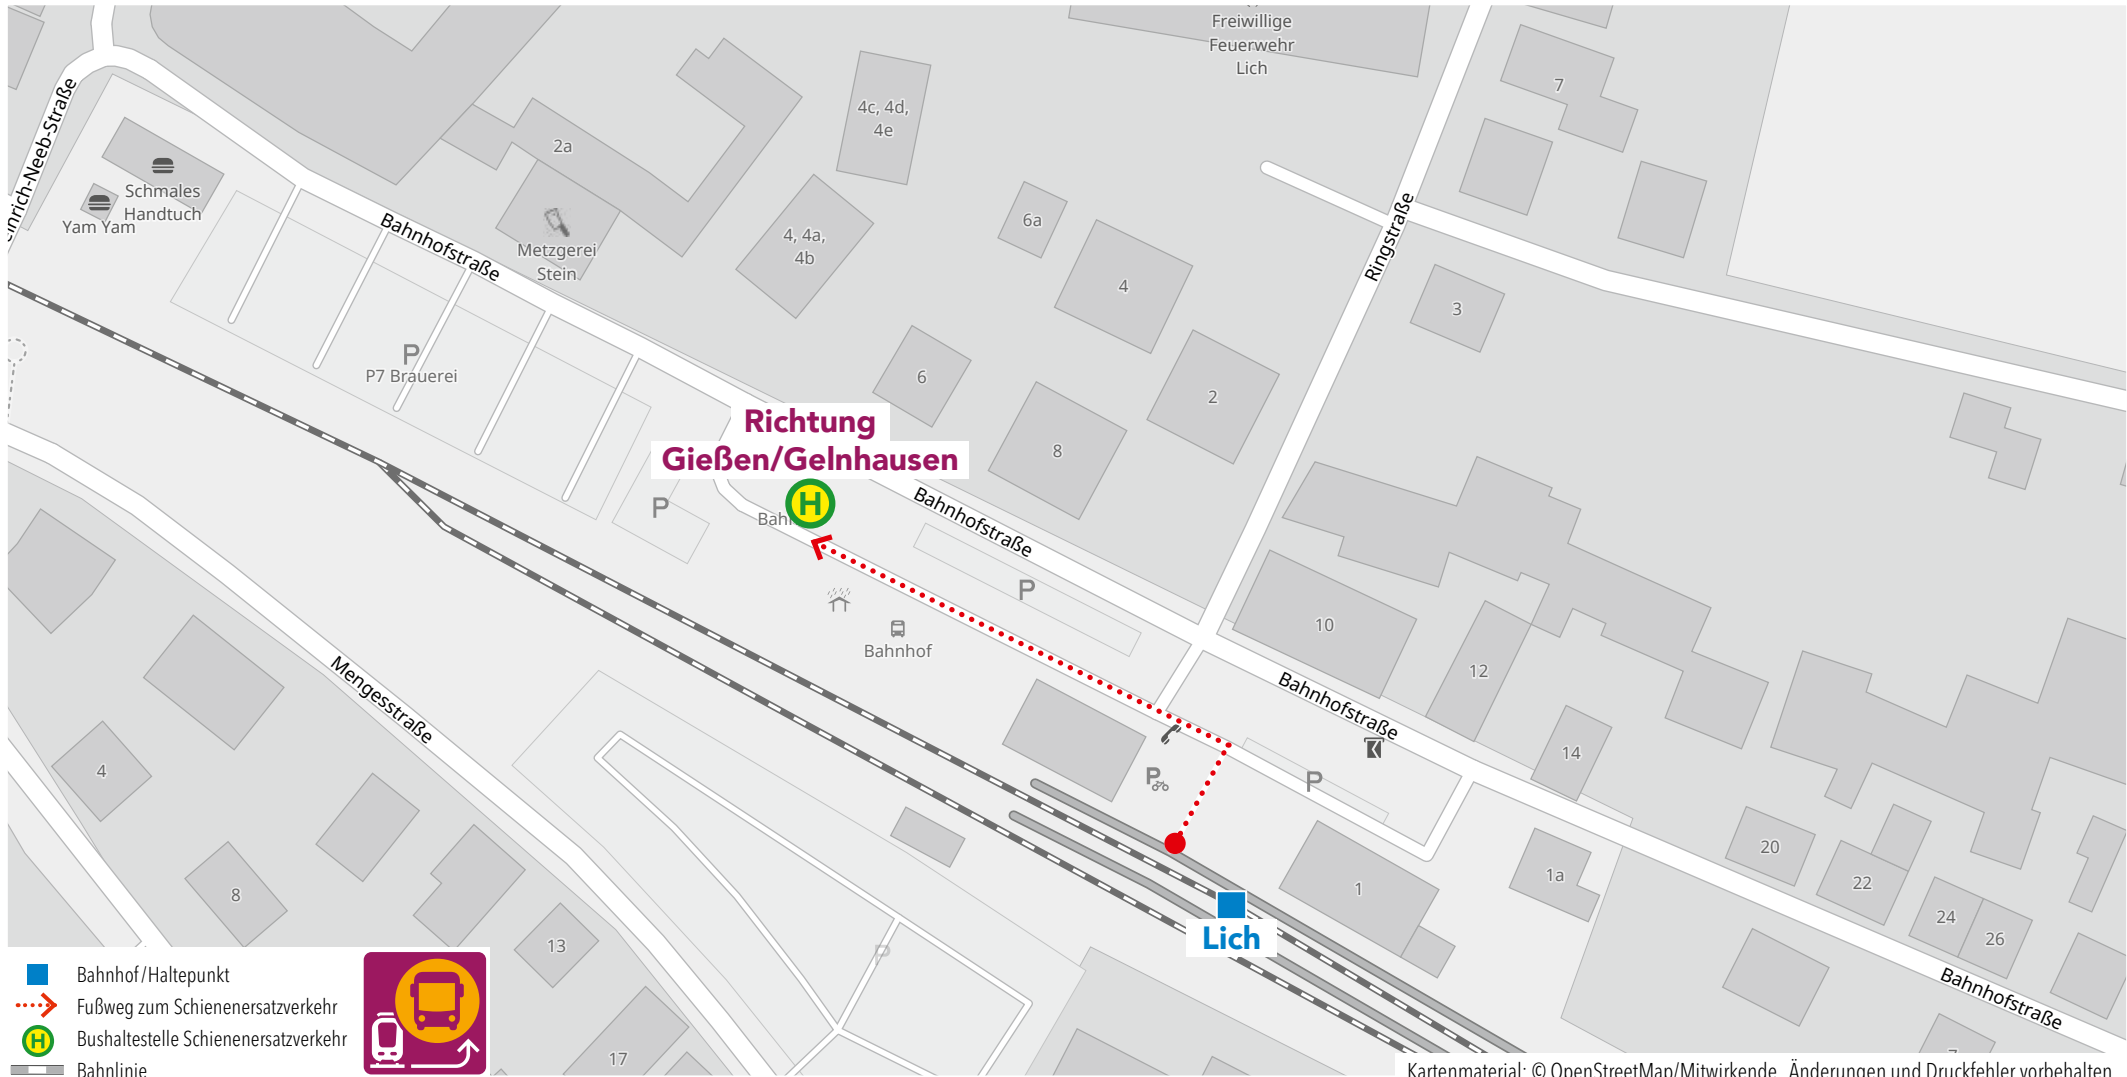 Freiwillige
Feuerwehr
Lich
7
4c, 4d,
4e
2a
Schmales
Handtuch
Yam Yam
Bahnhofstraße
Metzgerei
Stein
4, 4a,
4b
6a
4
Ringstraße
3
P
P7 Brauerei
6
2
8
Richtung
Gießen/Gelnhausen
H
P
Bahnhofstraße
P
Bahnhof
10
12
Bahnhofstraße
14
P
P
Mengesstraße
4
8
13
17
P
1
1a
20
22
24
26
Lich
Bahnhofstraße
Bahnhof/Haltepunkt
Fußweg zum Schienenersatzverkehr
H
Bushaltestelle Schienenersatzverkehr
Bahnlinie
Kartenmaterial: © OpenStreetMap/Mitwirkende, Änderungen und Druckfehler vorbehalten